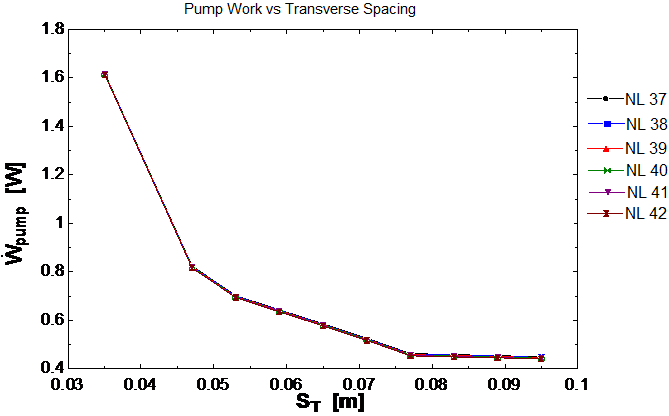 Pump Work vs Transverse Spacing
1.8
1.6
1.4
1.2
1
0.8
0.6
0.4
Ẇpump [W]
0.03
0.04
0.05
0.06
0.07
0.08
0.09
0.1
ST [m]
NL 37
NL 38
NL 39
NL 40
NL 41
NL 42